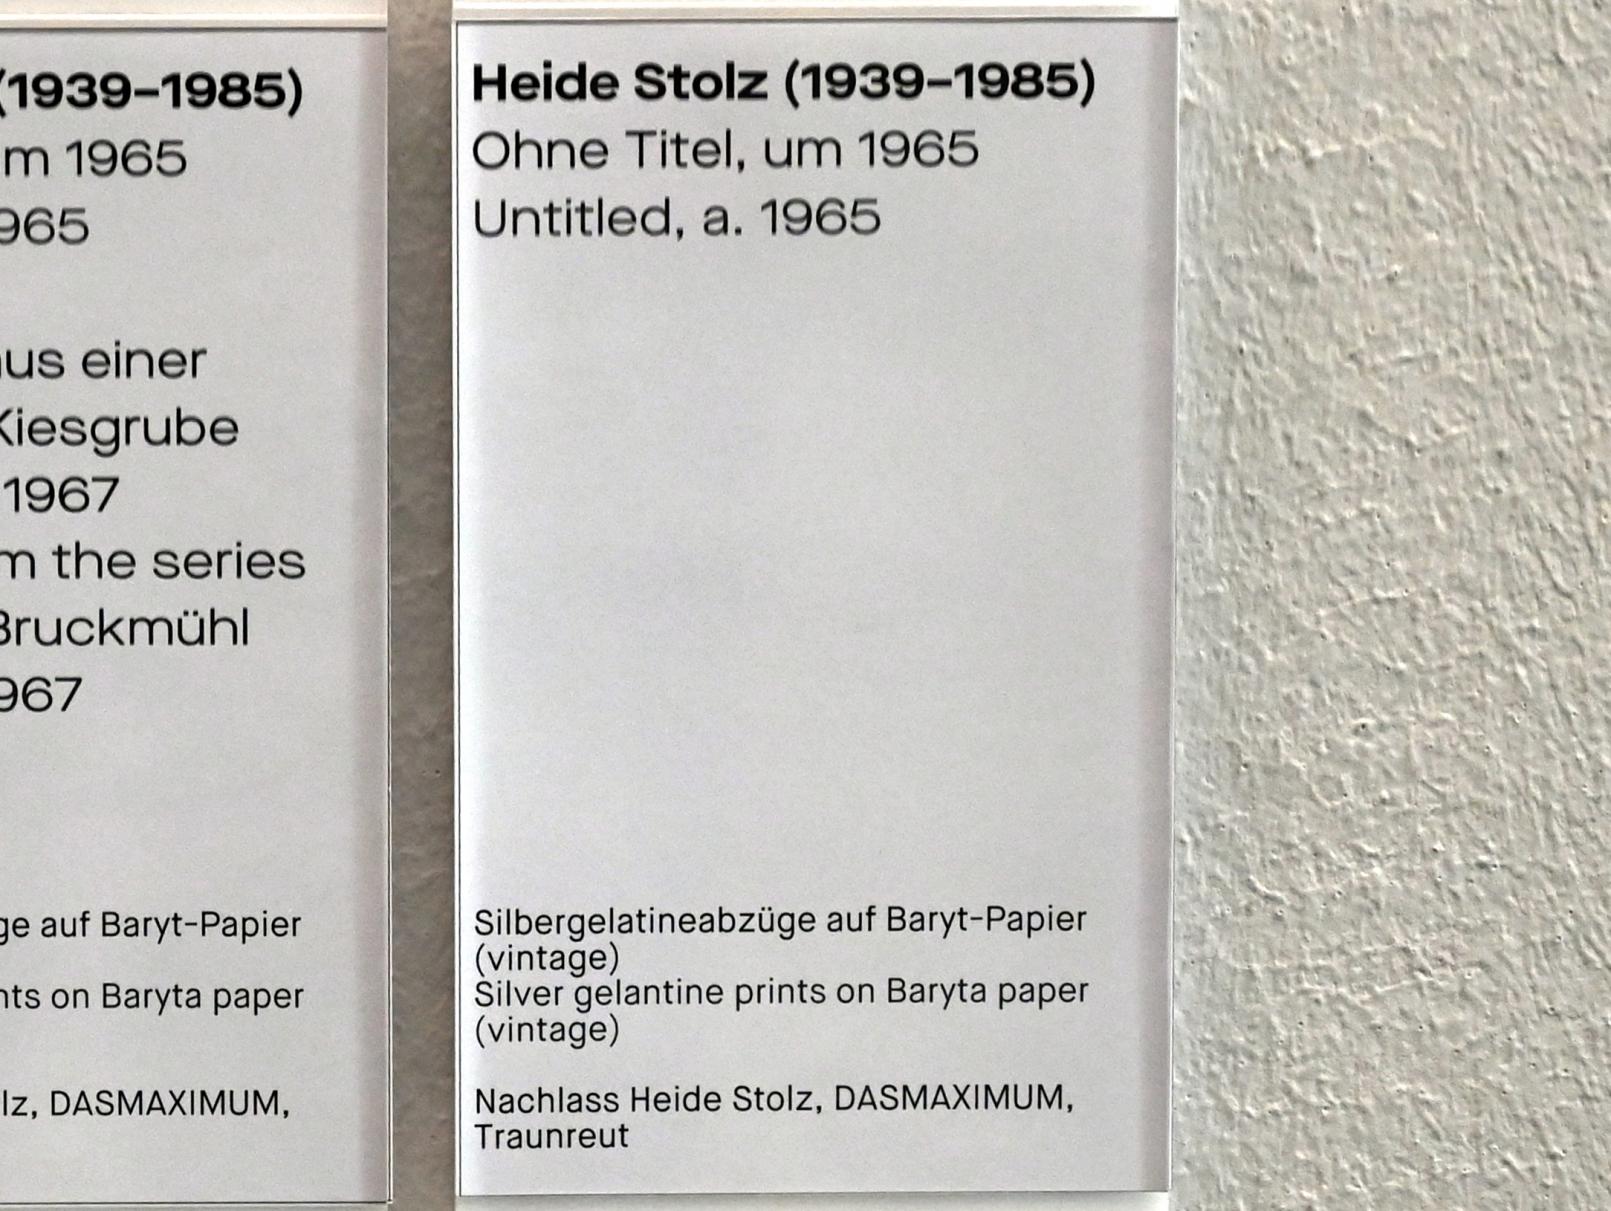 (1939–1985)
m 1965
965
aus einer
Kiesgrube
1967
m the series
Bruckmühl
967
ge auf Baryt-Papier
nts on Baryta paper
lz, DASMAXIMUM,
Heide Stolz (1939–1985)
Ohne Titel, um 1965
Untitled, a. 1965
Silbergelatineabzüge auf Baryt-Papier
(vintage)
Silver gelantine prints on Baryta paper
(vintage)
Nachlass Heide Stolz, DASMAXIMUM,
Traunreut